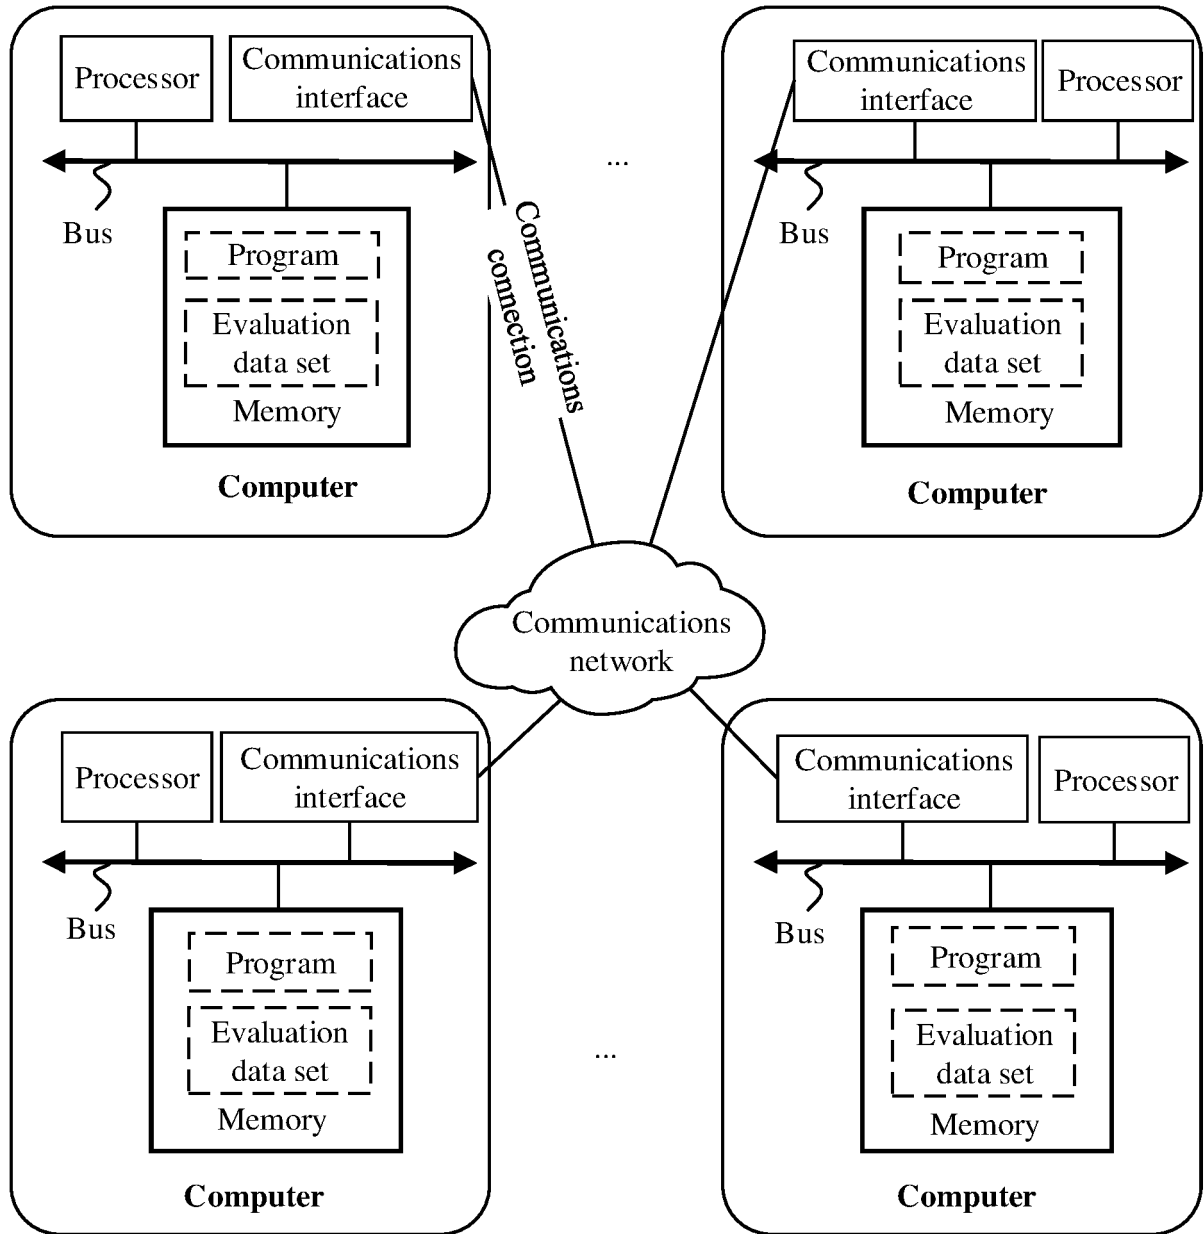 Processor
Communications
interface
Bus
Program
Evaluation
data set
Memory
Computer
Communications
connection
...
Communications
interface
Processor
Bus
Program
Evaluation
data set
Memory
Computer
Communications
network
Processor
Communications
interface
Bus
Program
Evaluation
data set
Memory
Computer
...
Communications
interface
Processor
Bus
Program
Evaluation
data set
Memory
Computer